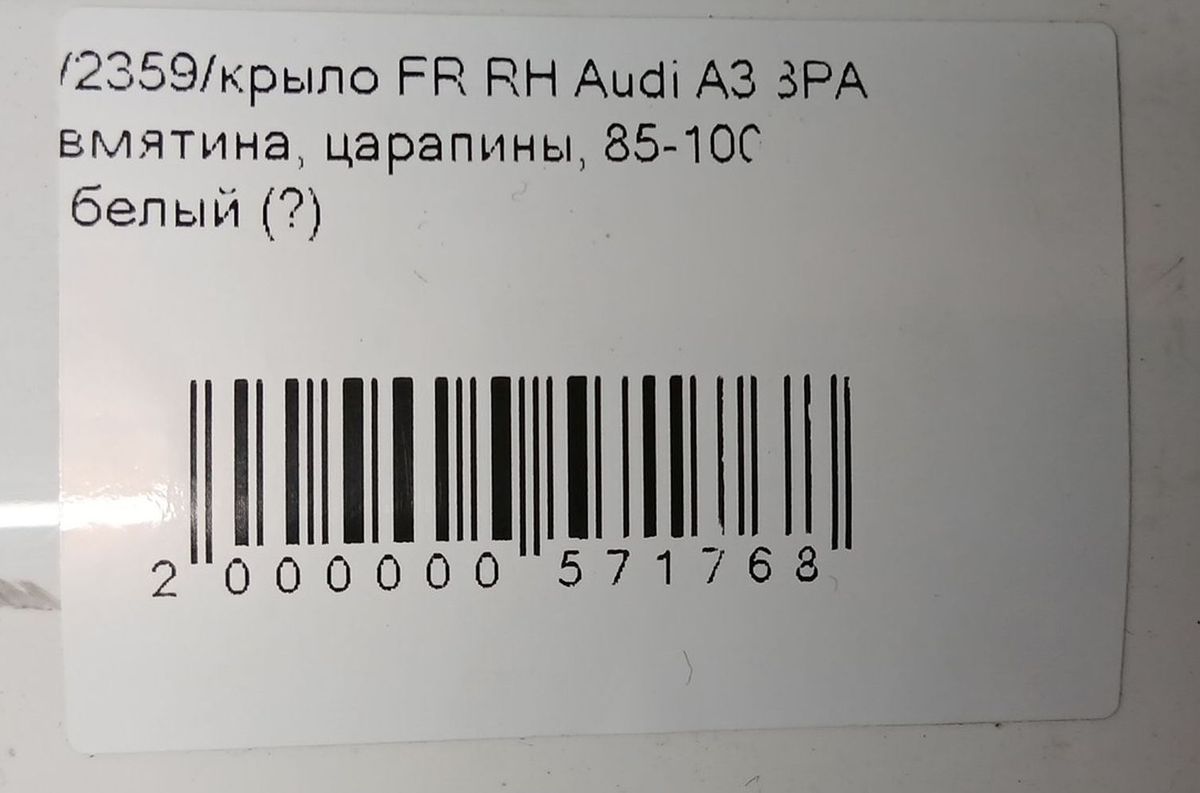 /2359/крыло FR RH Audi A3 8PA
вмятина, царапины, 85-100
белый (?)
2 000000 571768